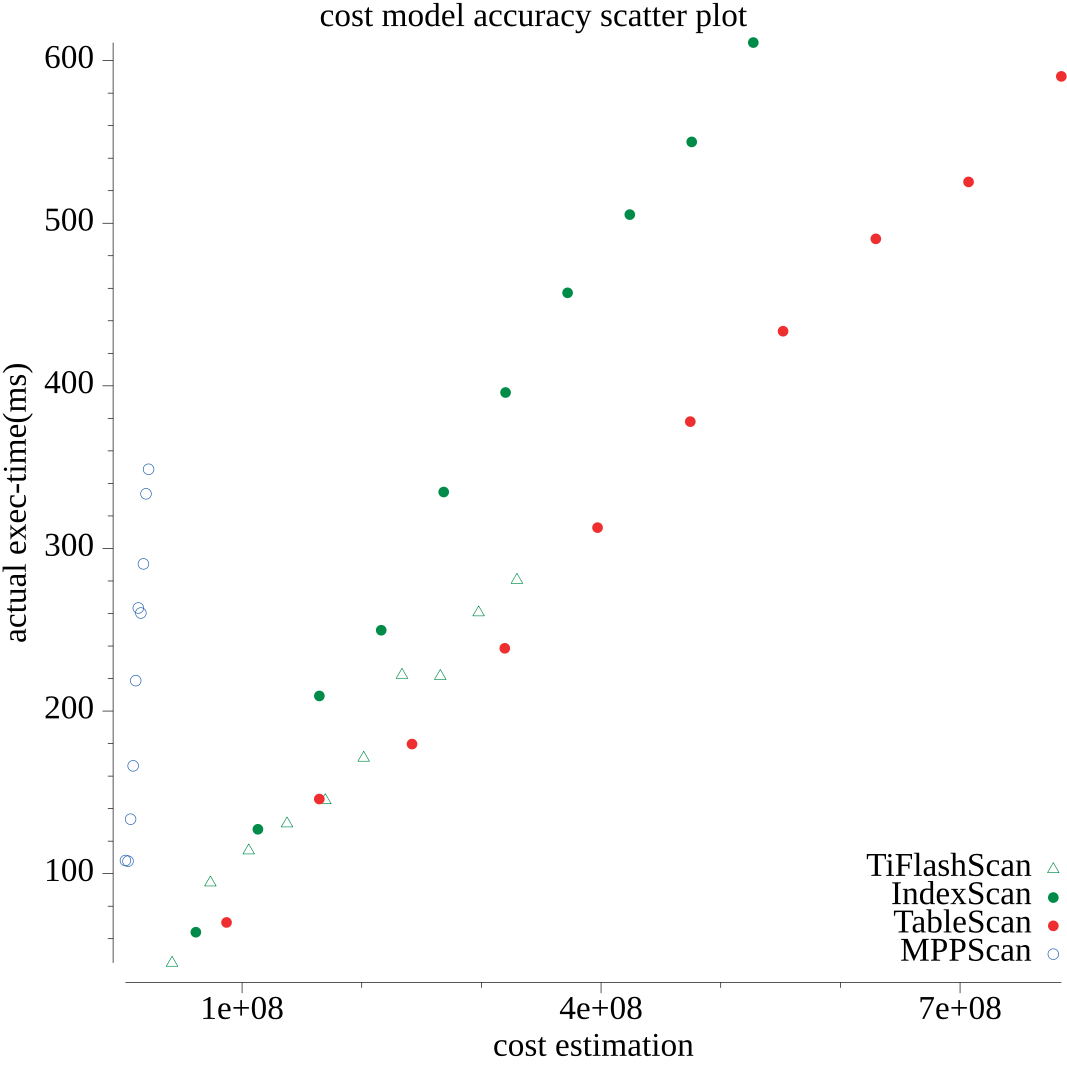 cost model accuracy scatter plot
600
500
400
300
200
100
actual exec-time(ms)
TiFlashScan
IndexScan
TableScan
MPPScan
1e+08 4e+08 7e+08
cost estimation